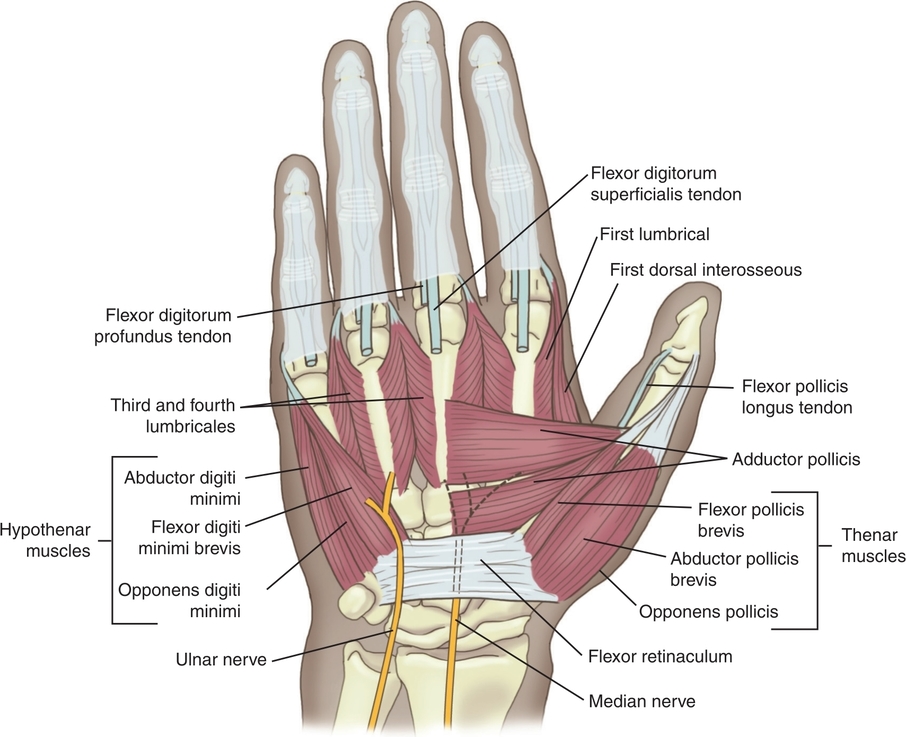 Flexor digitorum
superficialis tendon
First lumbrical
First dorsal interosseous
Flexor digitorum
profundus tendon
Flexor pollicis
longus tendon
Third and fourth
lumbricales
Adductor pollicis
Hypothenar
muscles
Abductor digiti
minimi
Flexor digiti
minimi brevis
Opponens digiti
minimi
Flexor pollicis
brevis
Abductor pollicis
brevis
Opponens pollicis
Thenar
muscles
Ulnar nerve
Flexor retinaculum
Median nerve